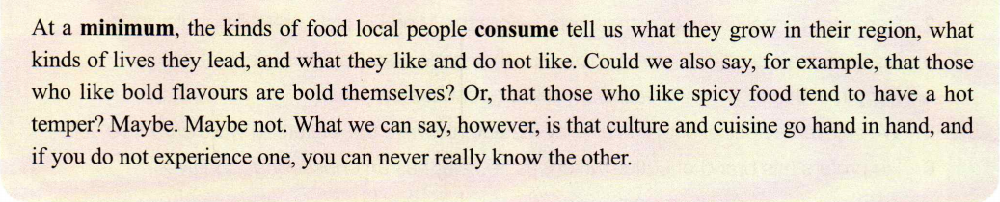 At a minimum, the kinds of food local people consume tell us what they grow in their region, what
kinds of lives they lead, and what they like and do not like. Could we also say, for example, that those
who like bold flavours are bold themselves? Or, that those who like spicy food tend to have a hot
temper? Maybe. Maybe not. What we can say, however, is that culture and cuisine go hand in hand, and
if you do not experience one, you can never really know the other.